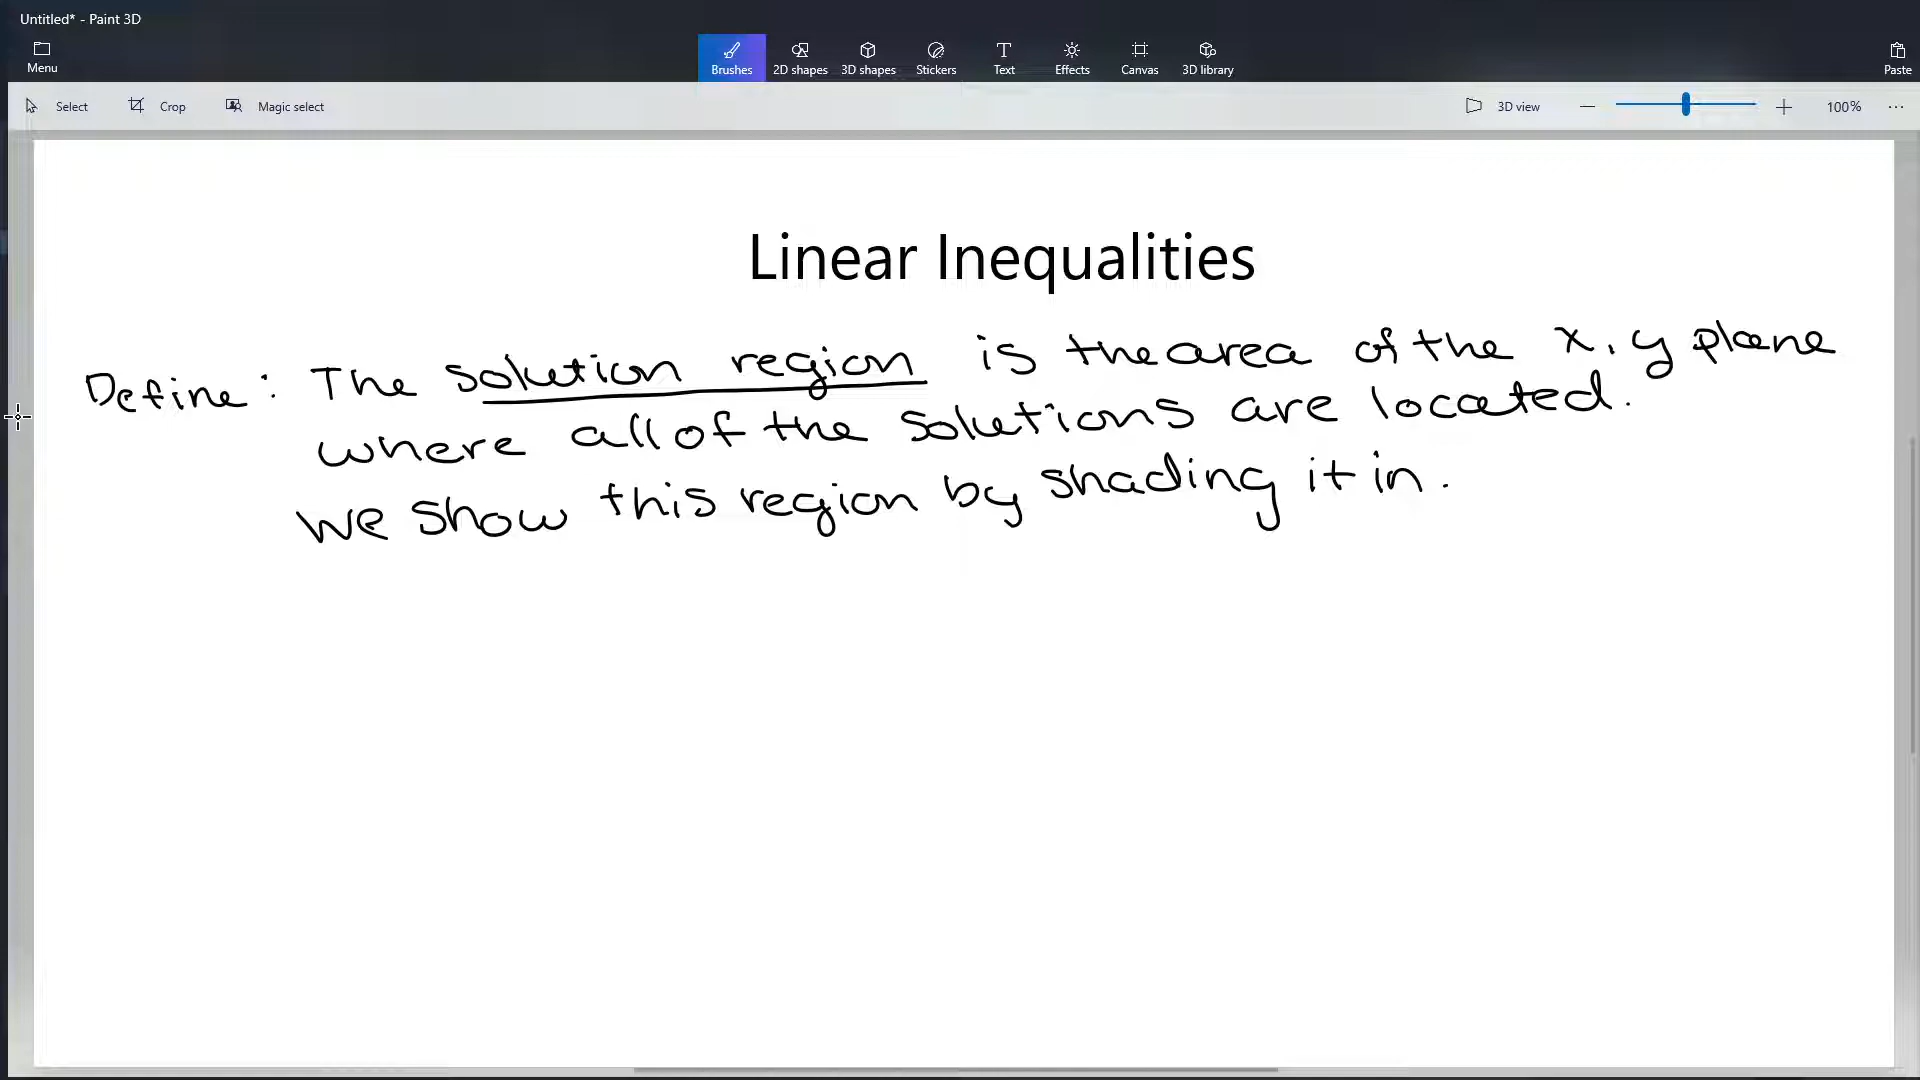 Untitled* - Paint 3D
Menu
Brushes 2D shapes 3D shapes Stickers Text Effects Canvas 3D library
Paste
Select Crop Magic select
3D view 100%
Linear Inequalities
Define: The solution region is the area of the x, y plane
where all of the solutions are located.
We show this region by shading it in.